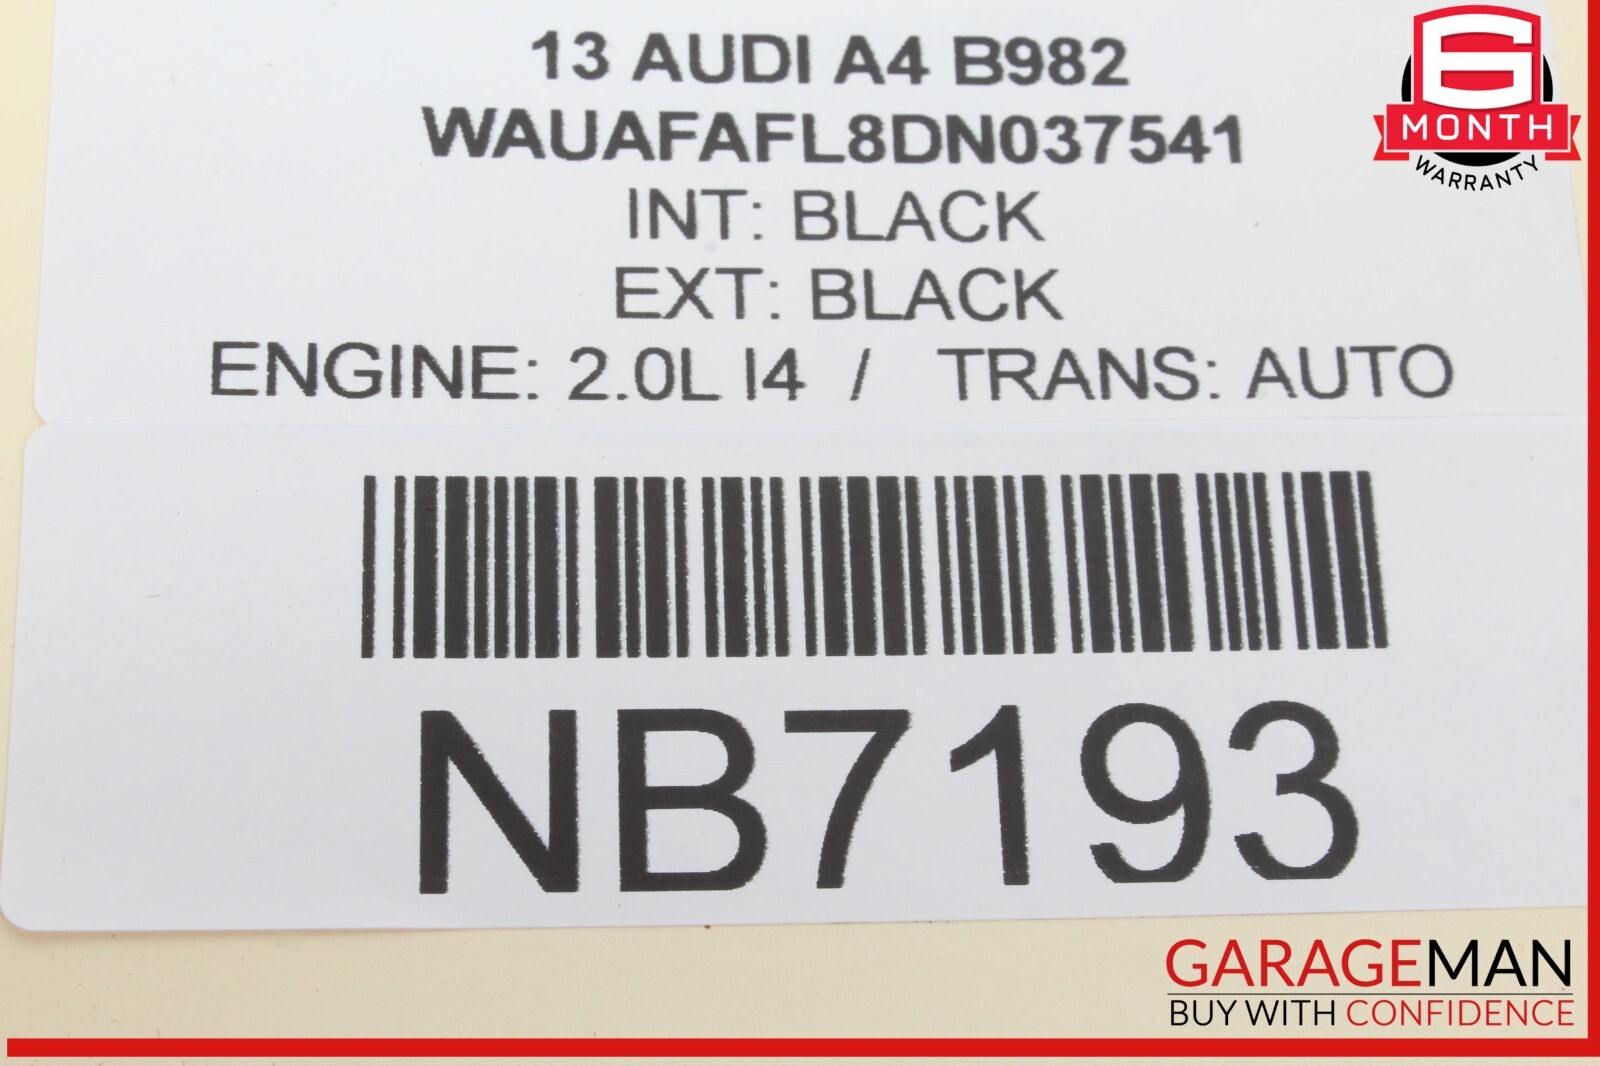 13 AUDI A4 B982
WAUAFAFL8DN037541
INT: BLACK
EXT: BLACK
ENGINE: 2.0L I4 / TRANS: AUTO
NB7193
6
MONTH
WARRANTY
GARAGEMAN
BUY WITH CONFIDENCE